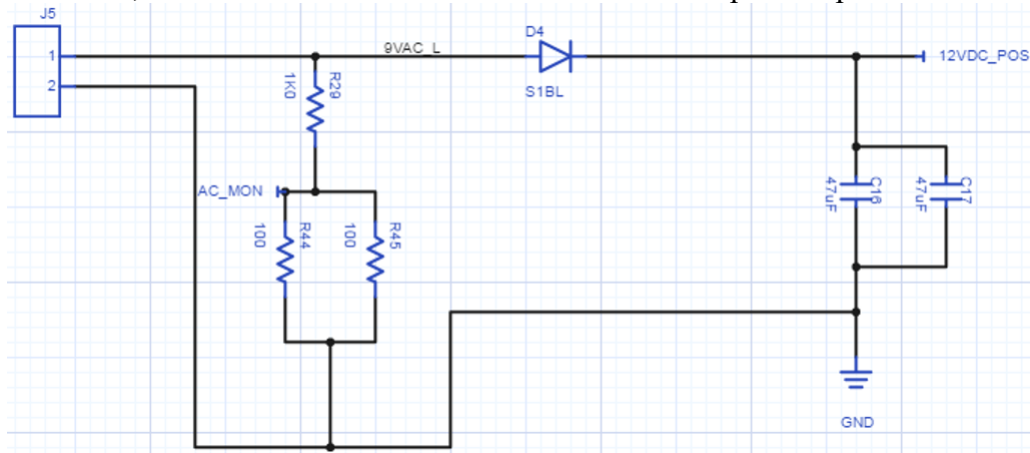 J5
1
2
9VAC_L
D4
S1BL
12VDC_POS
R29
1K0
AC_MON
R44
100
R45
100
C16
47uF
C17
47uF
GND